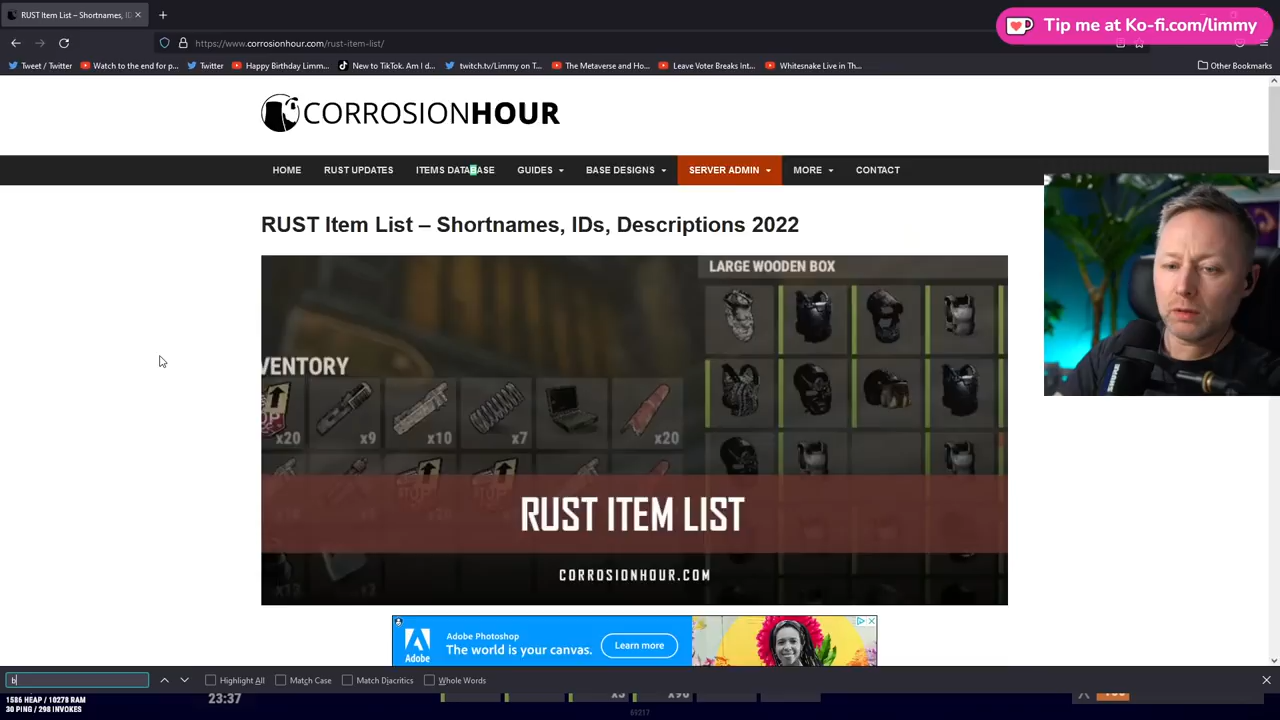 RUST Item List – Shortnames, ID
Tip me at Ko-fi.com/limmy
https://www.corrosionhour.com/rust-item-list/
Tweet / Twitter
Watch to the end for p...
Twitter
Happy Birthday Limm...
New to TikTok. Am I d...
twitch.tv/Limmy on T...
The Metaverse and Ho...
Leave Voter Breaks Int...
Whitesnake Live in Th...
Other Bookmarks
CORROSIONHOUR
HOME RUST UPDATES ITEMS DATABASE GUIDES BASE DESIGNS SERVER ADMIN MORE CONTACT
RUST Item List – Shortnames, IDs, Descriptions 2022
LARGE WOODEN BOX
VENTORY
x20 x9 x10 x7 x20
RUST ITEM LIST
CORROSIONHOUR.COM
Adobe
Adobe Photoshop
The world is your canvas.
Learn more
b
Highlight All
Match Case
Match Diacritics
Whole Words
1586 HEAP / 10278 RAM
30 PING / 298 INVOKES
23:37
69217